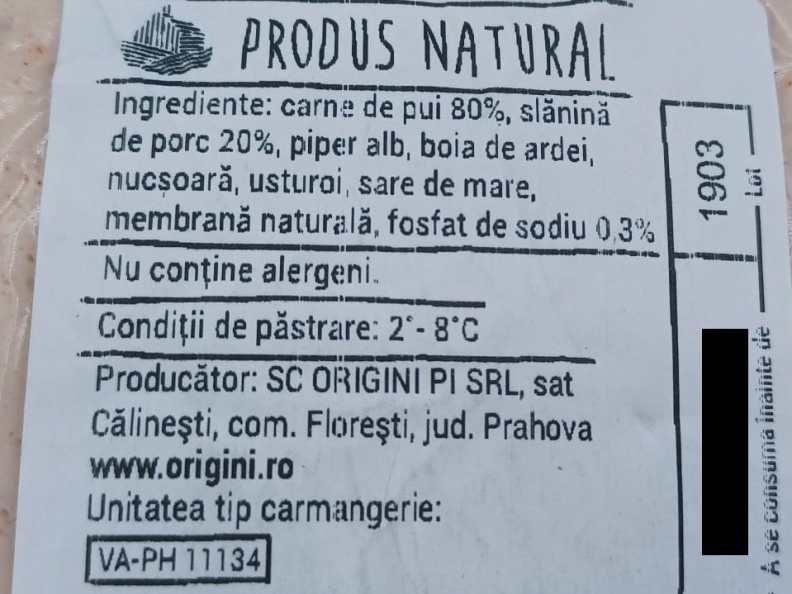 PRODUS NATURAL
Ingrediente: carne de pui 80%, slănină
de porc 20%, piper alb, boia de ardei,
nucșoară, usturoi, sare de mare,
membrană naturală, fosfat de sodiu 0,3%
Nu conține alergeni.
Condiții de păstrare: 2°- 8°C
Producător: SC ORIGINI PI SRL, sat
Călinești, com. Florești, jud. Prahova
www.origini.ro
Unitatea tip carmangerie:
VA-PH 11134
1903
Lot
A se consuma înainte de